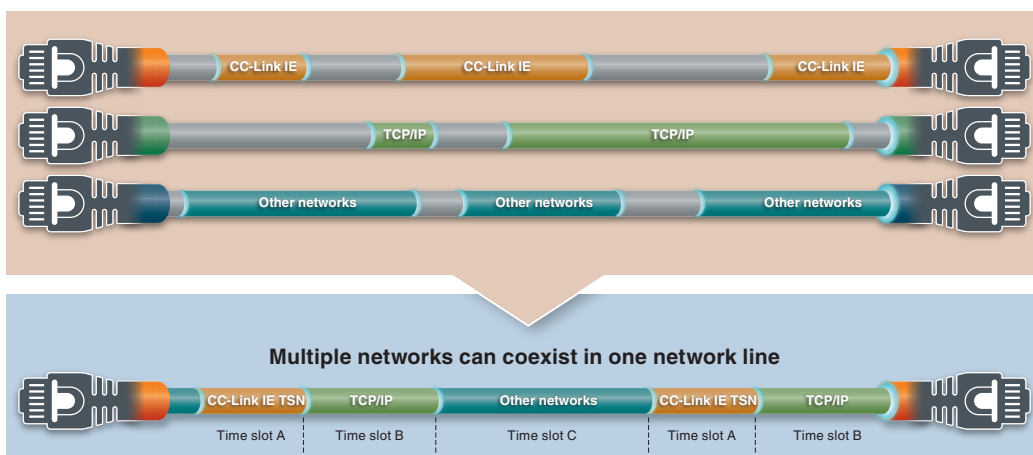 CC-Link IE CC-Link IE CC-Link IE
TCP/IP TCP/IP
Other networks Other networks Other networks
Multiple networks can coexist in one network line
CC-Link IE TSN TCP/IP Other networks CC-Link IE TSN TCP/IP
Time slot A Time slot B Time slot C Time slot A Time slot B